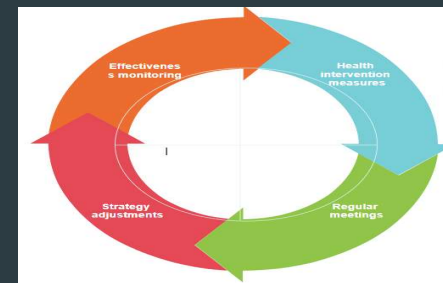 Effectivenes
s monitoring
Health
intervention
measures
Strategy
adjustments
Regular
meetings